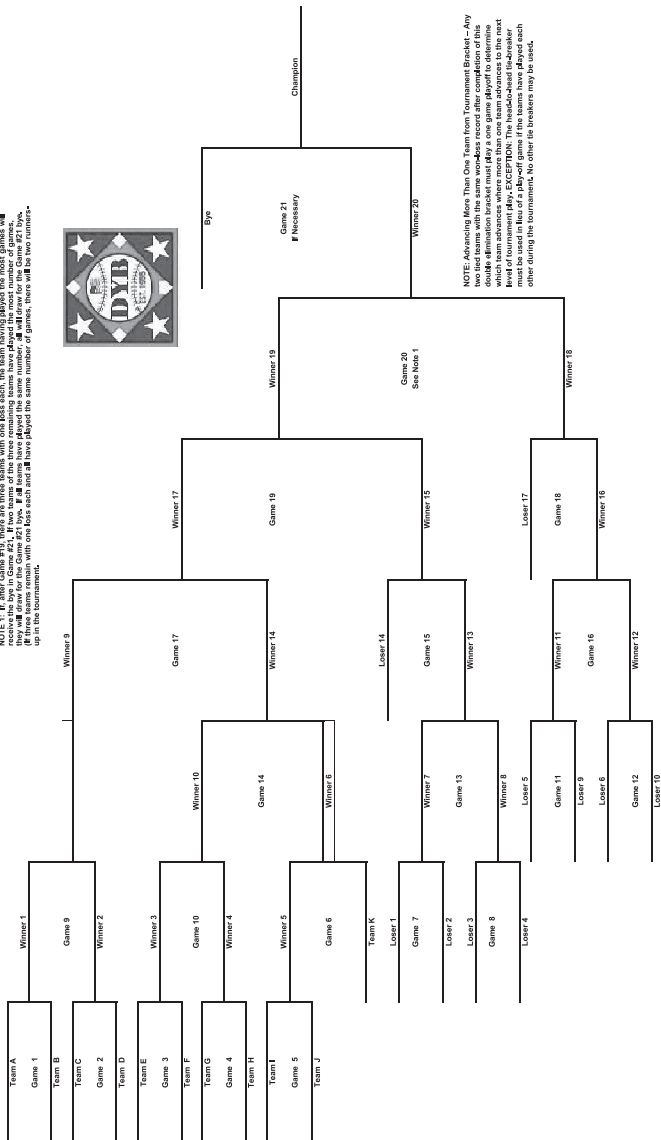 NOTE 1: If, after Game #19, there are three teams with one loss each, the team having played the most games will
receive the bye in Game #21. If two teams of the three remaining teams have played the most number of games,
they will draw for the Game #21 bye. If all teams have played the same number, all will draw for the Game #21 bye.
(If three teams remain with one loss each and all have played the same number of games, there will be two runners-
up in the tournament.
DYB
EST. 1955
Team A
Game 1
Team B
Team C
Game 2
Team D
Team E
Game 3
Team F
Team G
Game 4
Team H
Team I
Game 5
Team J
Winner 1
Game 9
Winner 2
Winner 3
Game 10
Winner 4
Winner 5
Game 6
Team K
Loser 1
Game 7
Loser 2
Loser 3
Game 8
Loser 4
Winner 10
Game 14
Winner 6
Winner 7
Game 13
Winner 8
Loser 5
Game 11
Loser 9
Loser 6
Game 12
Loser 10
Winner 9
Game 17
Winner 14
Loser 14
Game 15
Winner 13
Winner 11
Game 16
Winner 12
Winner 17
Game 19
Winner 15
Loser 17
Game 18
Winner 16
Winner 19
Game 20
See Note 1
Winner 18
Bye
Game 21
If Necessary
Winner 20
Champion
NOTE: Advancing More Than One Team from Tournament Bracket – Any
two tied teams with the same won-loss record after completion of this
double elimination bracket must play a one game playoff to determine
which team advances where more than one team advances to the next
level of tournament play. EXCEPTION: The head-to-head tie-breaker
must be used in lieu of a play-off game if the teams have played each
other during the tournament. No other tie breakers may be used.